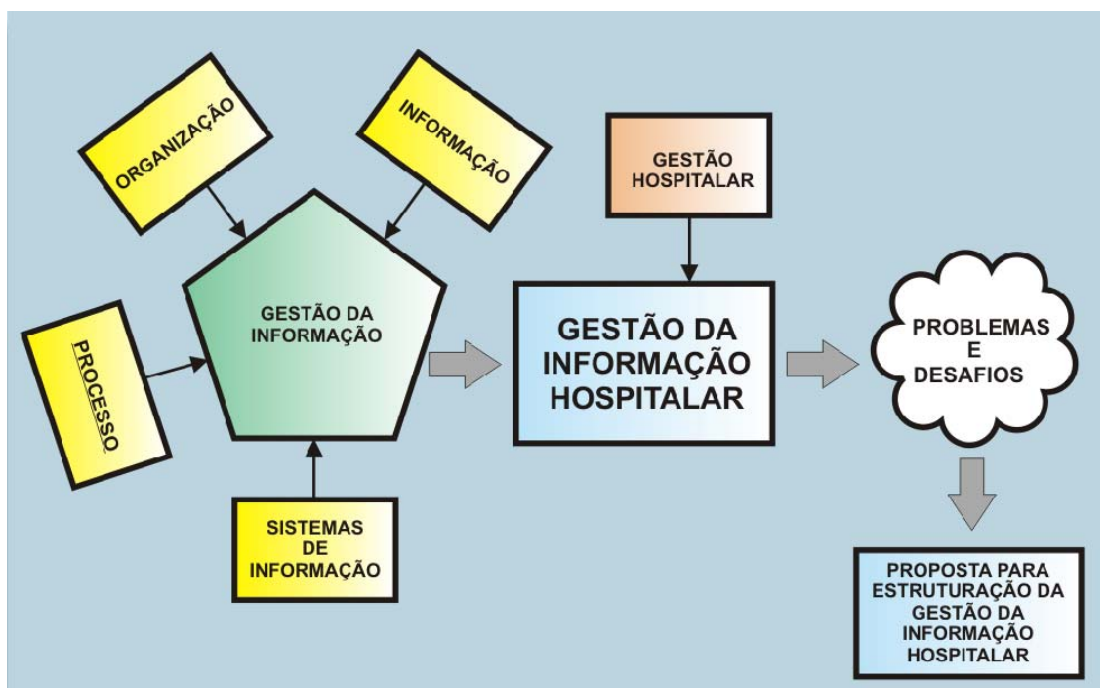 ORGANIZAÇÃO
INFORMAÇÃO
PROCESSO
SISTEMAS
DE
INFORMAÇÃO
GESTÃO DA
INFORMAÇÃO
GESTÃO
HOSPITALAR
GESTÃO DA
INFORMAÇÃO
HOSPITALAR
PROBLEMAS
E
DESAFIOS
PROPOSTA PARA
ESTRUTURAÇÃO DA
GESTÃO DA
INFORMAÇÃO
HOSPITALAR